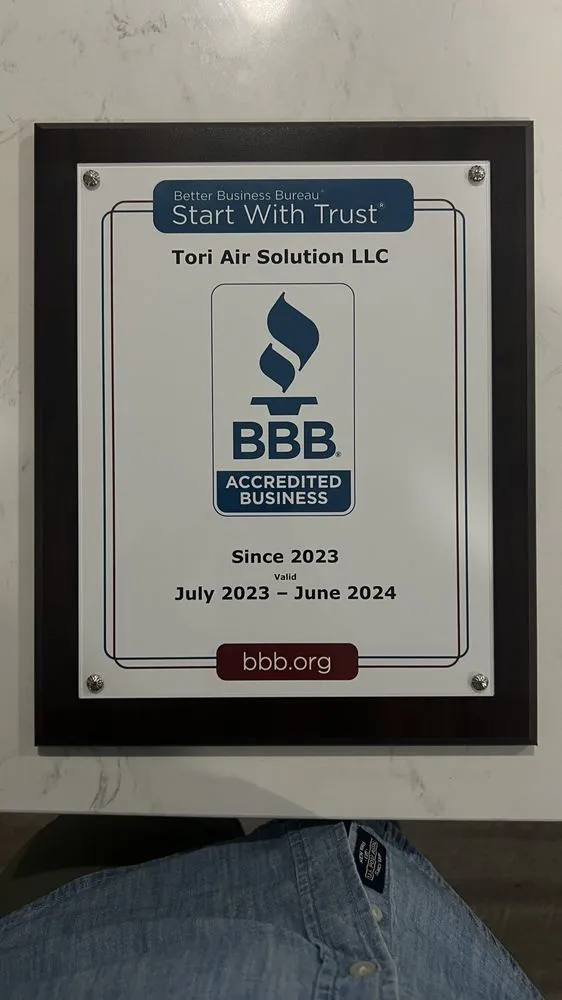 Better Business Bureau®
Start With Trust®
Tori Air Solution LLC
BBB®
ACCREDITED
BUSINESS
Since 2023
Valid
July 2023 – June 2024
bbb.org